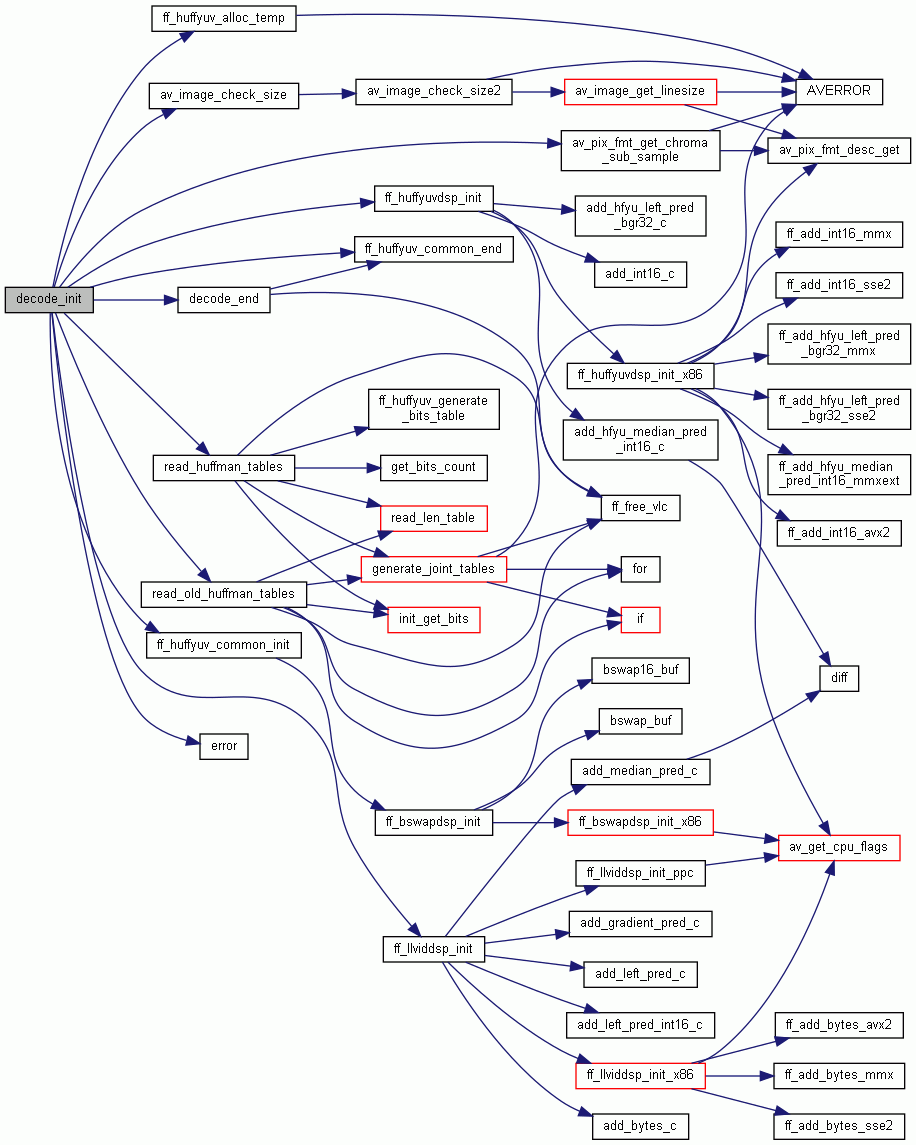 ff_huffyuv_alloc_temp
av_image_check_size
av_image_check_size2
av_image_get_linesize
AVERROR
av_pix_fmt_get_chroma
_sub_sample
av_pix_fmt_desc_get
ff_huffyuvdsp_init
add_hfyu_left_pred
_bgr32_c
ff_add_int16_mmx
ff_huffyuv_common_end
add_int16_c
ff_add_int16_sse2
decode_init
decode_end
ff_add_hfyu_left_pred
_bgr32_mmx
ff_huffyuvdsp_init_x86
ff_add_hfyu_left_pred
_bgr32_sse2
ff_huffyuv_generate
_bits_table
add_hfyu_median_pred
_int16_c
read_huffman_tables
get_bits_count
ff_add_hfyu_median
_pred_int16_mmxext
read_len_table
ff_free_vlc
ff_add_int16_avx2
generate_joint_tables
for
read_old_huffman_tables
init_get_bits
if
ff_huffyuv_common_init
bswap16_buf
diff
error
bswap_buf
add_median_pred_c
ff_bswapdsp_init
ff_bswapdsp_init_x86
av_get_cpu_flags
ff_llviddsp_init_ppc
ff_llviddsp_init
add_gradient_pred_c
add_left_pred_c
add_left_pred_int16_c
ff_add_bytes_avx2
ff_llviddsp_init_x86
ff_add_bytes_mmx
add_bytes_c
ff_add_bytes_sse2